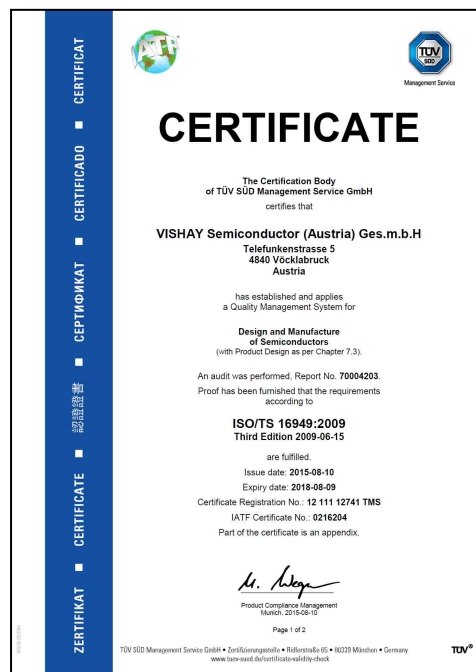 ZERTIFIKAT ■ CERTIFICATE ■ 認證證書 ■ СЕРТИФИКАТ ■ CERTIFICADO ■ CERTIFICAT
IATF
TÜV
SÜD
Management Service
CERTIFICATE
The Certification Body
of TÜV SÜD Management Service GmbH
certifies that
VISHAY Semiconductor (Austria) Ges.m.b.H
Telefunkenstrasse 5
4840 Vöcklabruck
Austria
has established and applies
a Quality Management System for
Design and Manufacture
of Semiconductors
(with Product Design as per Chapter 7.3).
An audit was performed, Report No. 70004203.
Proof has been furnished that the requirements
according to
ISO/TS 16949:2009
Third Edition 2009-06-15
are fulfilled.
Issue date: 2015-08-10
Expiry date: 2018-08-09
Certificate Registration No.: 12 111 12741 TMS
IATF Certificate No.: 0216204
Part of the certificate is an appendix.
Product Compliance Management
Munich, 2015-08-10
Page 1 of 2
TÜV SÜD Management Service GmbH • Zertifizierungsstelle • Ridlerstraße 65 • 80339 München • Germany
www.tuev-sued.de/certificate-validity-check
TÜV®